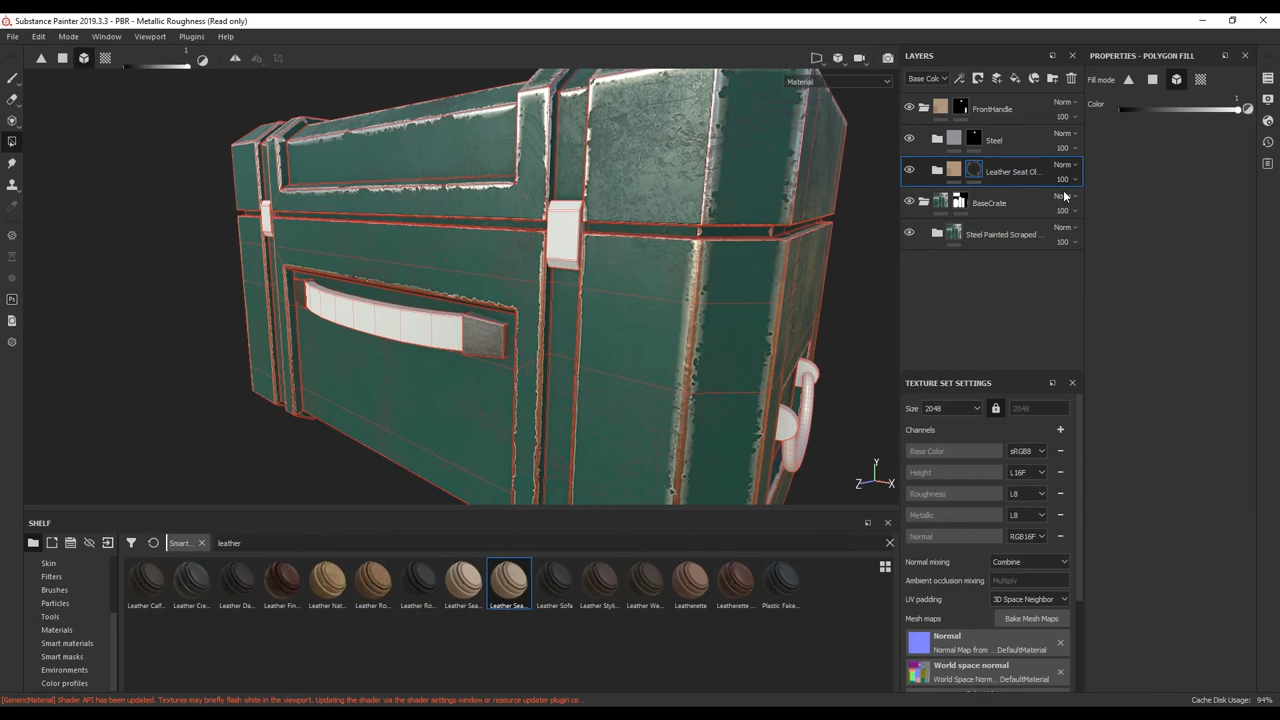 Substance Painter 2019.3.3 - PBR - Metallic Roughness (Read only)
File Edit Mode Window Viewport Plugins Help
1
Material
Y
Z X
LAYERS
Base Col
FrontHandle
Norm
100
Steel
Norm
100
Leather Seat Ol...
Norm
100
BaseCrate
100
Steel Painted Scraped ...
Norm
100
PROPERTIES - POLYGON FILL
Fill mode
Color
1
TEXTURE SET SETTINGS
Size 2048 2048
Channels
Base Color sRGB8
Height L16F
Roughness L8
Metallic L8
Normal RGB16F
Normal mixing Combine
Ambient occlusion mixing Multiply
UV padding 3D Space Neighbor
Mesh maps Bake Mesh Maps
Normal
Normal Map from ... DefaultMaterial
World space normal
World Space Norm... DefaultMaterial
SHELF
Smart... leather
Skin
Filters
Brushes
Particles
Tools
Materials
Smart materials
Smart masks
Environments
Color profiles
Leather Calf... Leather Cre... Leather Da... Leather Fin... Leather Nat... Leather Ro... Leather Ro... Leather Sea... Leather Sea... Leather Sofa Leather Styli... Leather We... Leatherette Leatherette ... Plastic Fake...
[GenericMaterial] Shader API has been updated. Textures may briefly flash white in the viewport. Updating the shader via the shader settings window or resource updater plugin co...
Cache Disk Usage: 94%